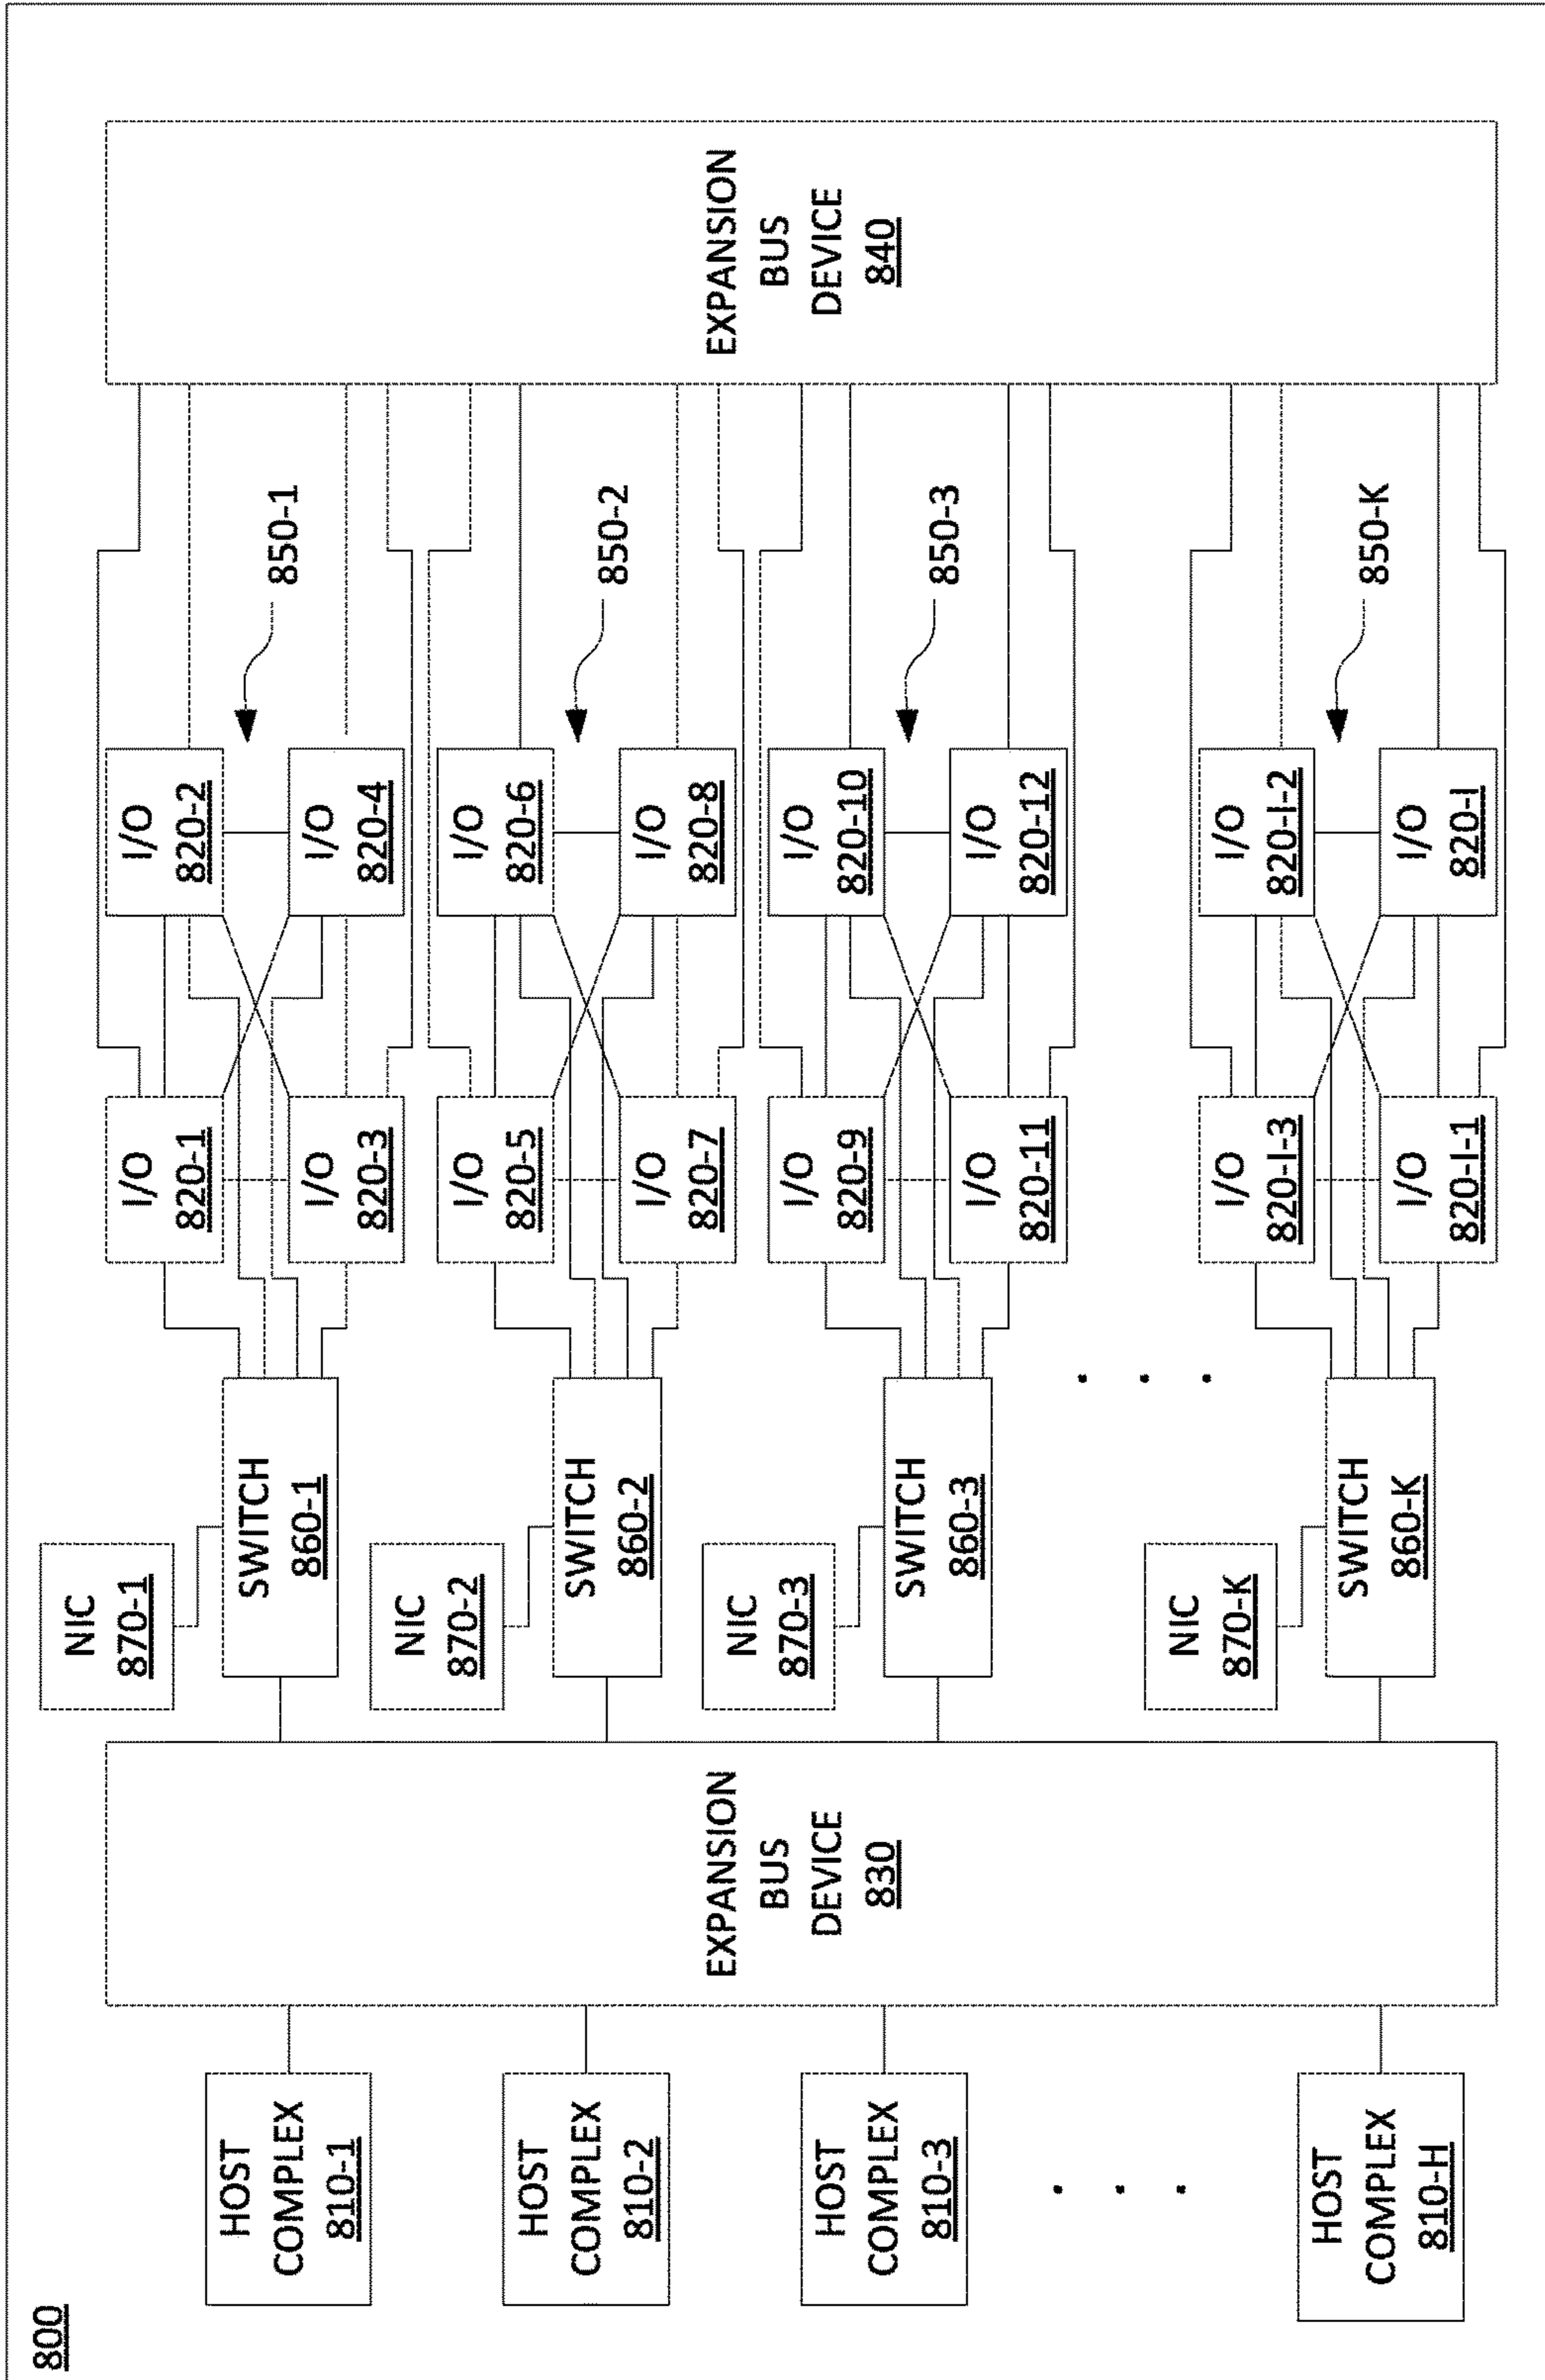 800
HOST
COMPLEX
810-1
HOST
COMPLEX
810-2
HOST
COMPLEX
810-3
. . .
HOST
COMPLEX
810-H
EXPANSION
BUS
DEVICE
830
NIC
870-1
NIC
870-2
NIC
870-3
NIC
870-K
SWITCH
860-1
SWITCH
860-2
SWITCH
860-3
. . .
SWITCH
860-K
I/O
820-1
I/O
820-2
I/O
820-3
I/O
820-4
850-1
I/O
820-5
I/O
820-6
I/O
820-7
I/O
820-8
850-2
I/O
820-9
I/O
820-10
I/O
820-11
I/O
820-12
850-3
I/O
820-I-3
I/O
820-I-2
I/O
820-I-1
I/O
820-I
850-K
EXPANSION
BUS
DEVICE
840